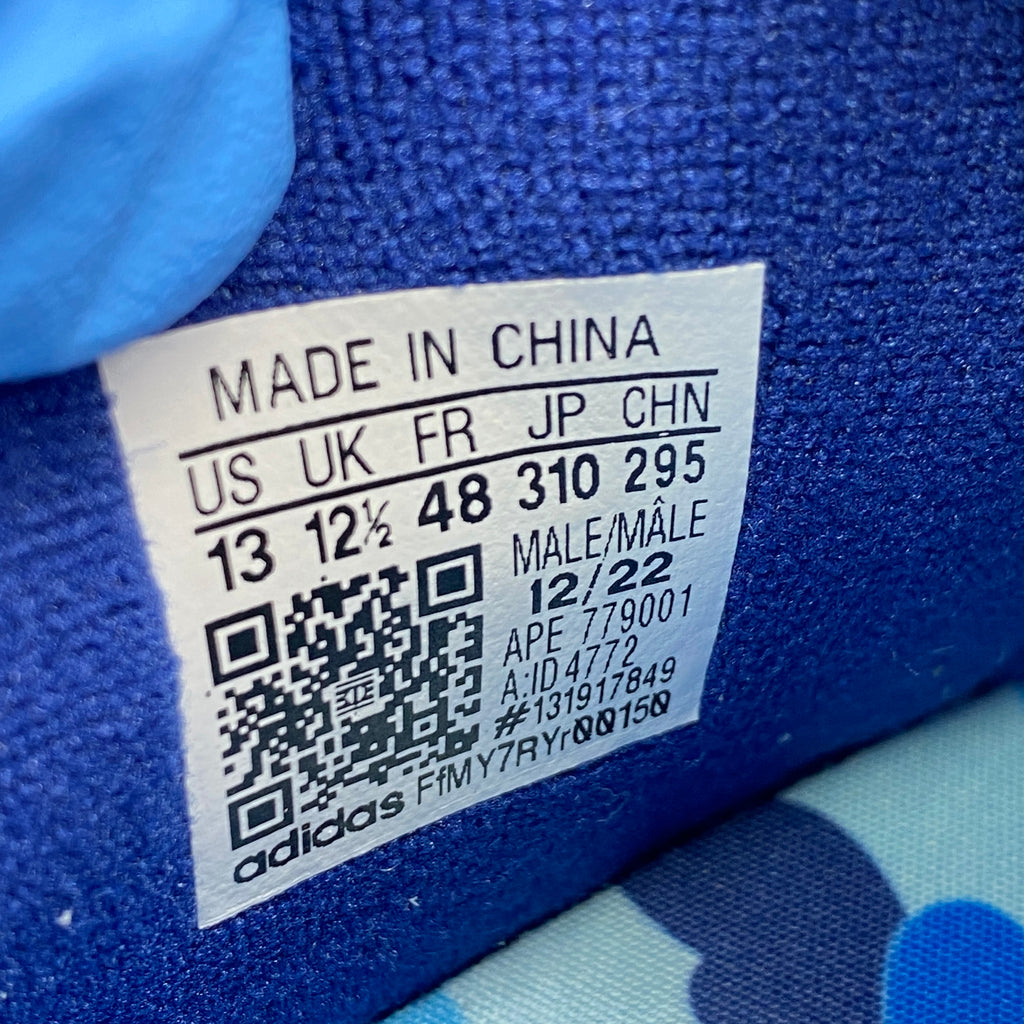 MADE IN CHINA
US UK FR JP CHN
13 12½ 48 310 295
MALE/MÂLE
12/22
APE 779001
A:ID4772
#131917849
adidas FfMY7RYr00150